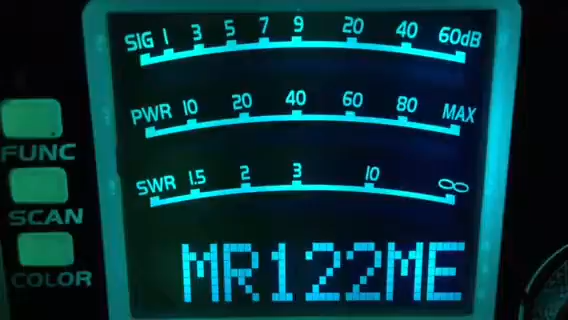 SIG 1 3 5 7 9 20 40 60dB
PWR 10 20 40 60 80 MAX
FUNC
SWR 1.5 2 3 10 ∞
SCAN
MR122ME
COLOR